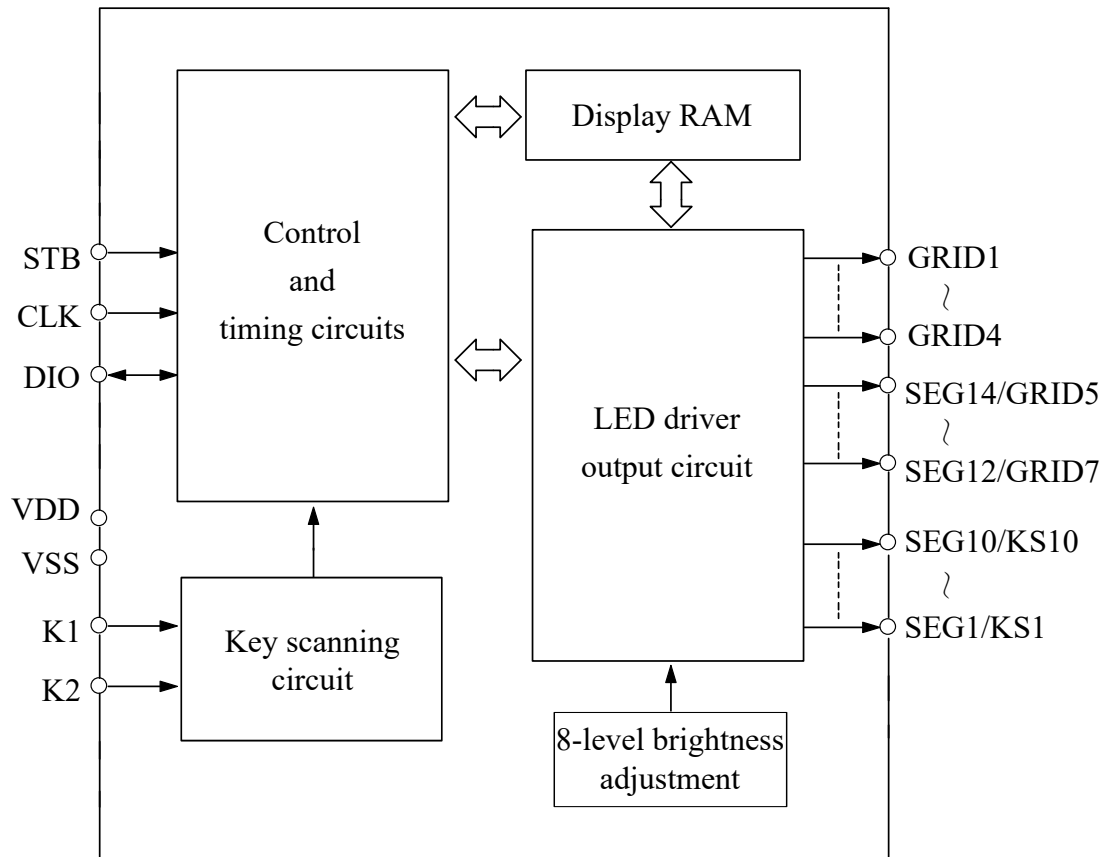 STB
CLK
DIO
VDD
VSS
K1
K2
Control
and
timing circuits
Key scanning
circuit
Display RAM
LED driver
output circuit
8-level brightness
adjustment
GRID1
~
GRID4
SEG14/GRID5
~
SEG12/GRID7
SEG10/KS10
~
SEG1/KS1